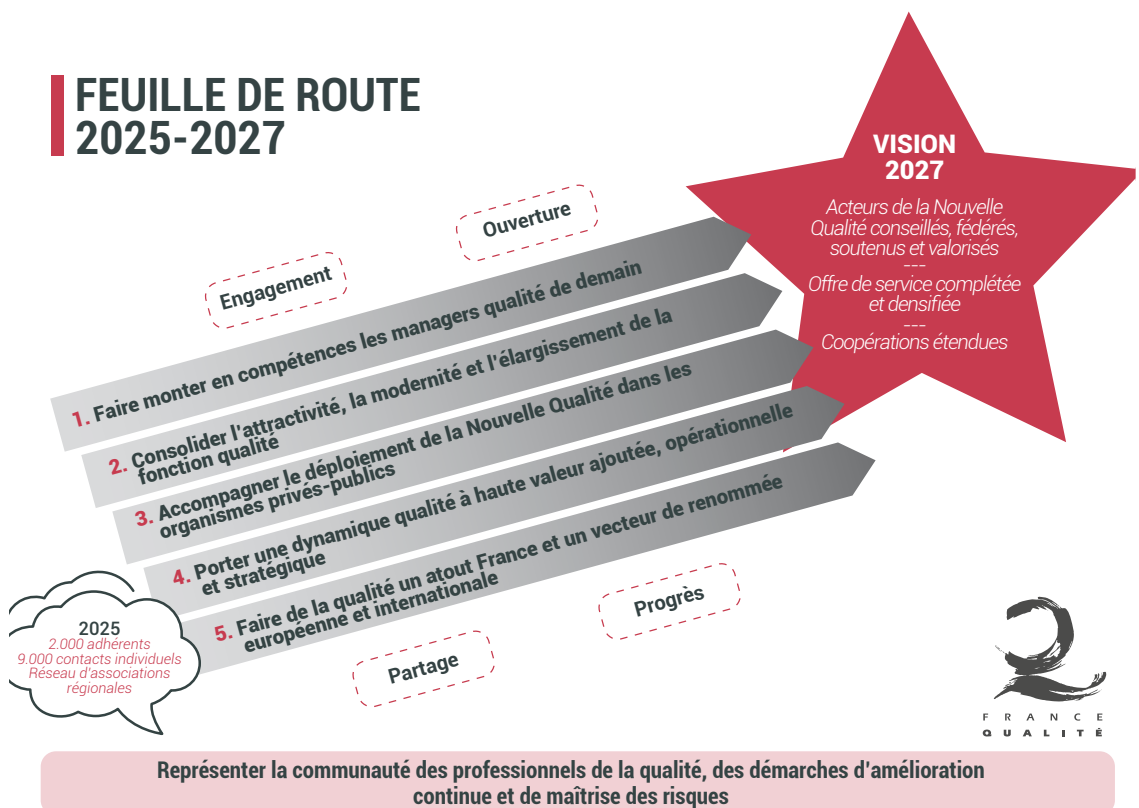 FEUILLE DE ROUTE
2025-2027
VISION
2027
Acteurs de la Nouvelle
Qualité conseillés, fédérés,
soutenus et valorisés
---
Offre de service complétée
et densifiée
---
Coopérations étendues
Engagement
Ouverture
1. Faire monter en compétences les managers qualité de demain
2. Consolider l'attractivité, la modernité et l'élargissement de la
fonction qualité
3. Accompagner le déploiement de la Nouvelle Qualité dans les
organismes privés-publics
4. Porter une dynamique qualité à haute valeur ajoutée, opérationnelle
et stratégique
5. Faire de la qualité un atout France et un vecteur de renommée
européenne et internationale
Partage
Progrès
2025
2.000 adhérents
9.000 contacts individuels
Réseau d'associations
régionales
FRANCE
QUALITÉ
Représenter la communauté des professionnels de la qualité, des démarches d'amélioration
continue et de maîtrise des risques